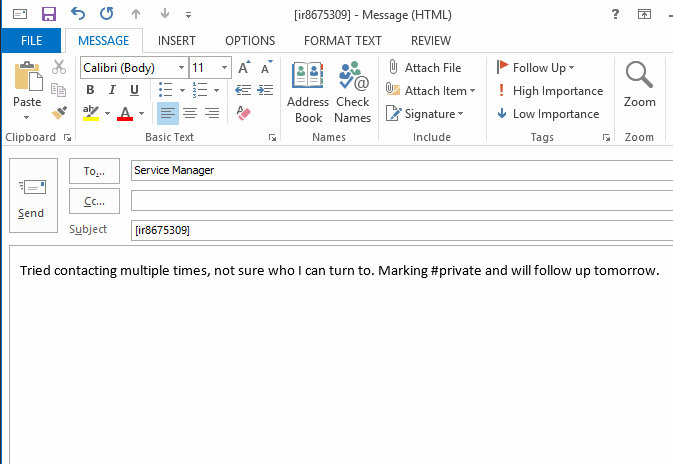 [ir8675309] - Message (HTML)
?
FILE MESSAGE INSERT OPTIONS FORMAT TEXT REVIEW
Calibri (Body) 11 A A
Paste
B I U
ab A
Clipboard Basic Text
Address Book
Check Names
Names
Attach File
Attach Item
Signature
Include
Follow Up
High Importance
Low Importance
Tags
Zoom
Zoom
Send
To... Service Manager
Cc...
Subject [ir8675309]
Tried contacting multiple times, not sure who I can turn to. Marking #private and will follow up tomorrow.